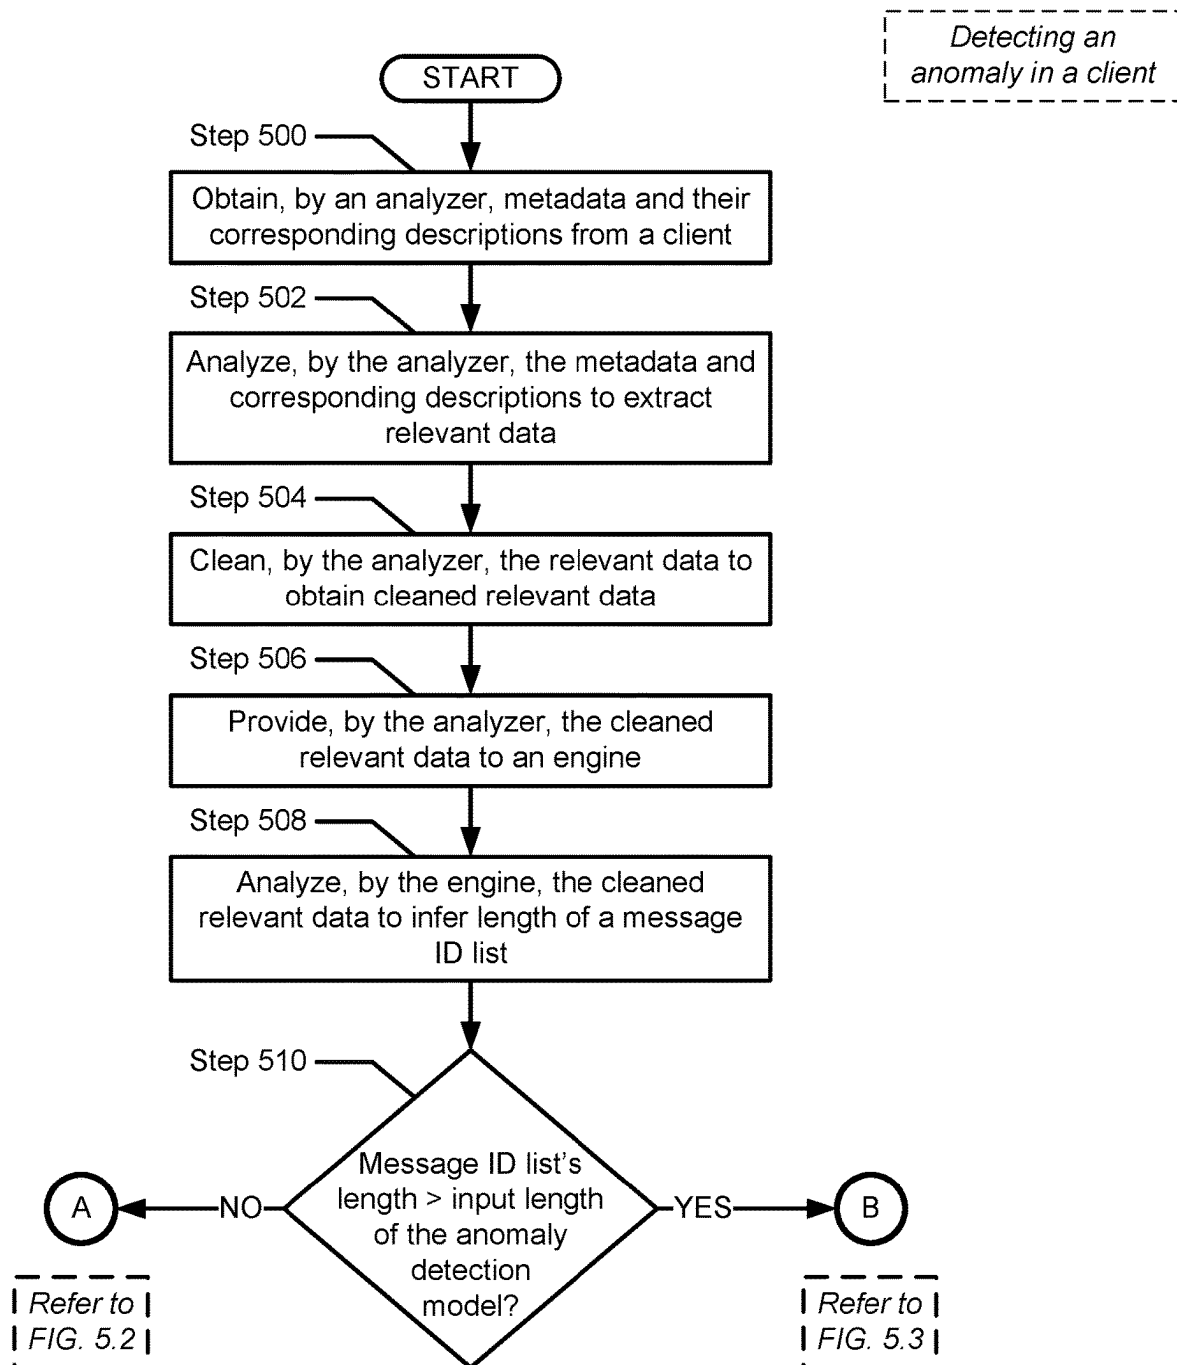 Detecting an
anomaly in a client
START
Step 500
Obtain, by an analyzer, metadata and their
corresponding descriptions from a client
Step 502
Analyze, by the analyzer, the metadata and
corresponding descriptions to extract
relevant data
Step 504
Clean, by the analyzer, the relevant data to
obtain cleaned relevant data
Step 506
Provide, by the analyzer, the cleaned
relevant data to an engine
Step 508
Analyze, by the engine, the cleaned
relevant data to infer length of a message
ID list
Step 510
Message ID list's
length > input length
of the anomaly
detection
model?
A
NO
YES
B
Refer to
FIG. 5.2
Refer to
FIG. 5.3